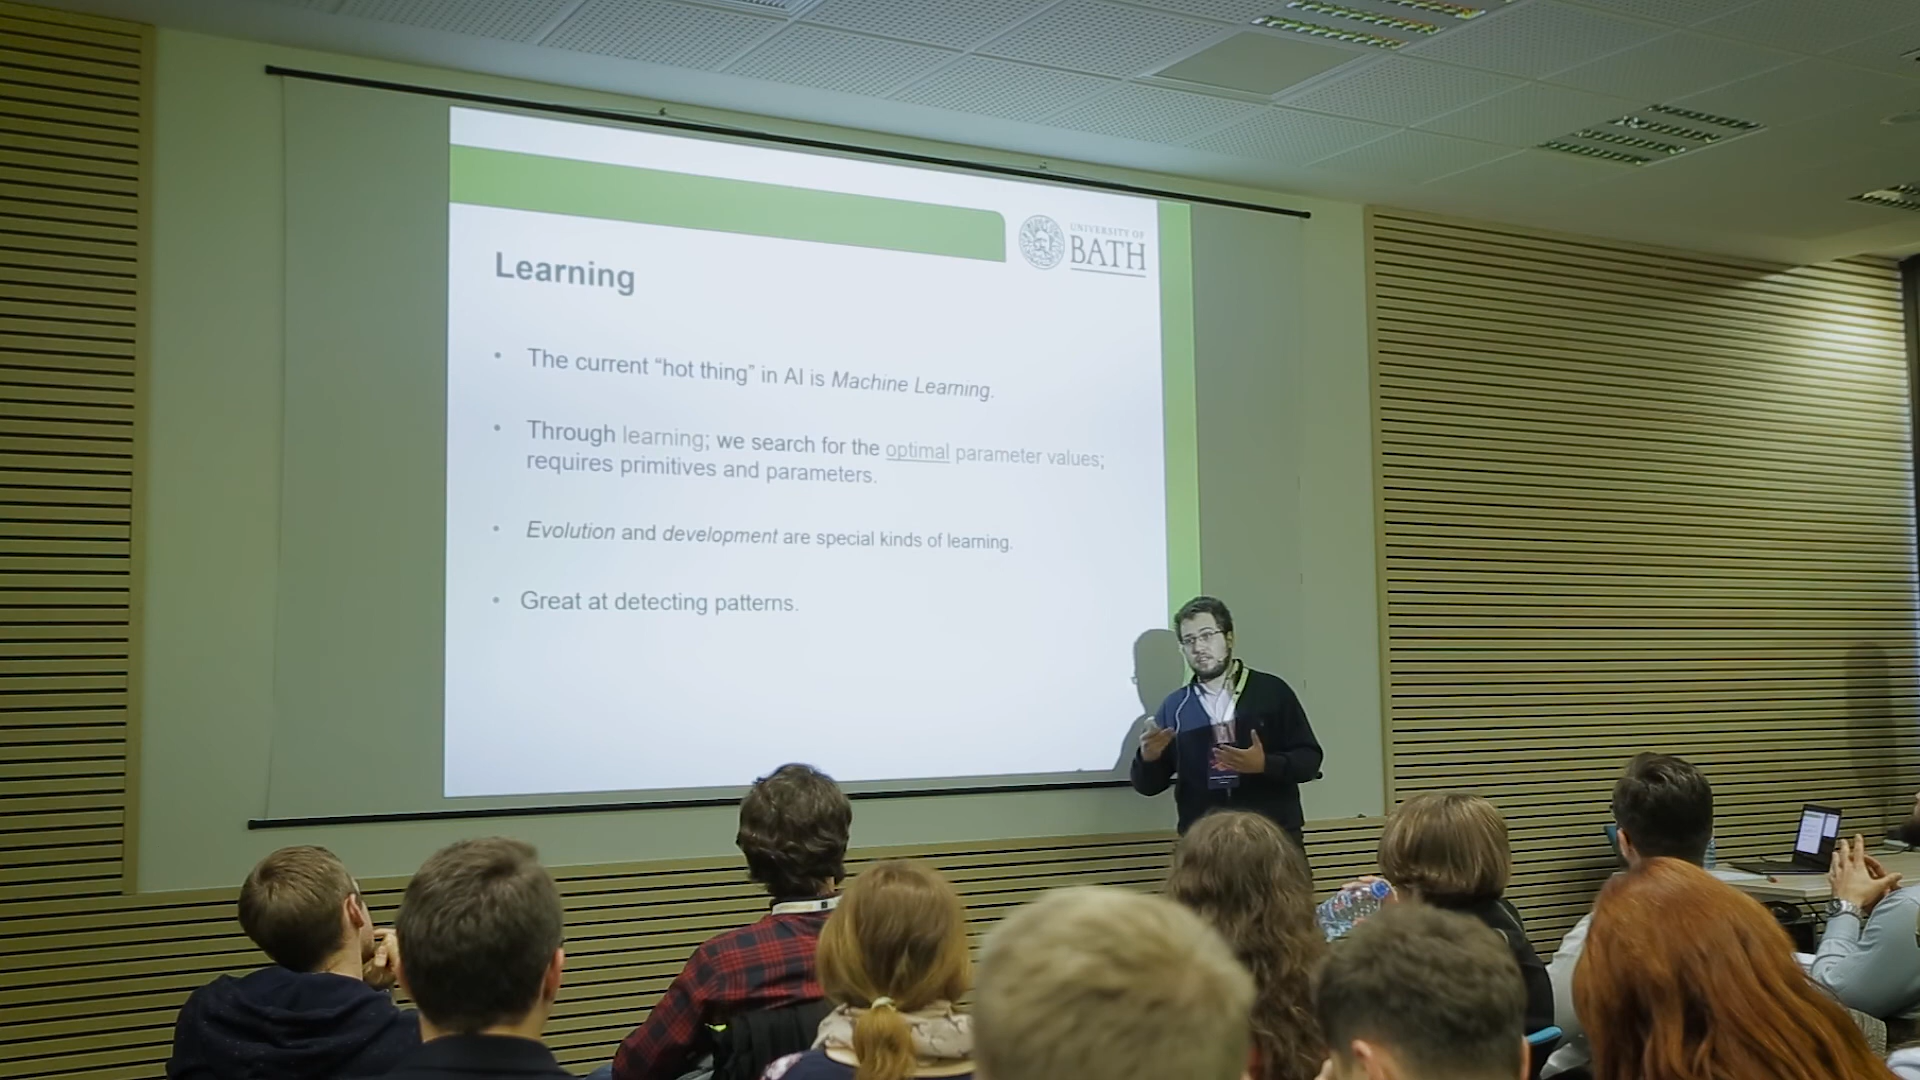 UNIVERSITY OF
BATH
Learning
• The current “hot thing” in AI is Machine Learning.
• Through learning; we search for the optimal parameter values;
requires primitives and parameters.
• Evolution and development are special kinds of learning.
• Great at detecting patterns.